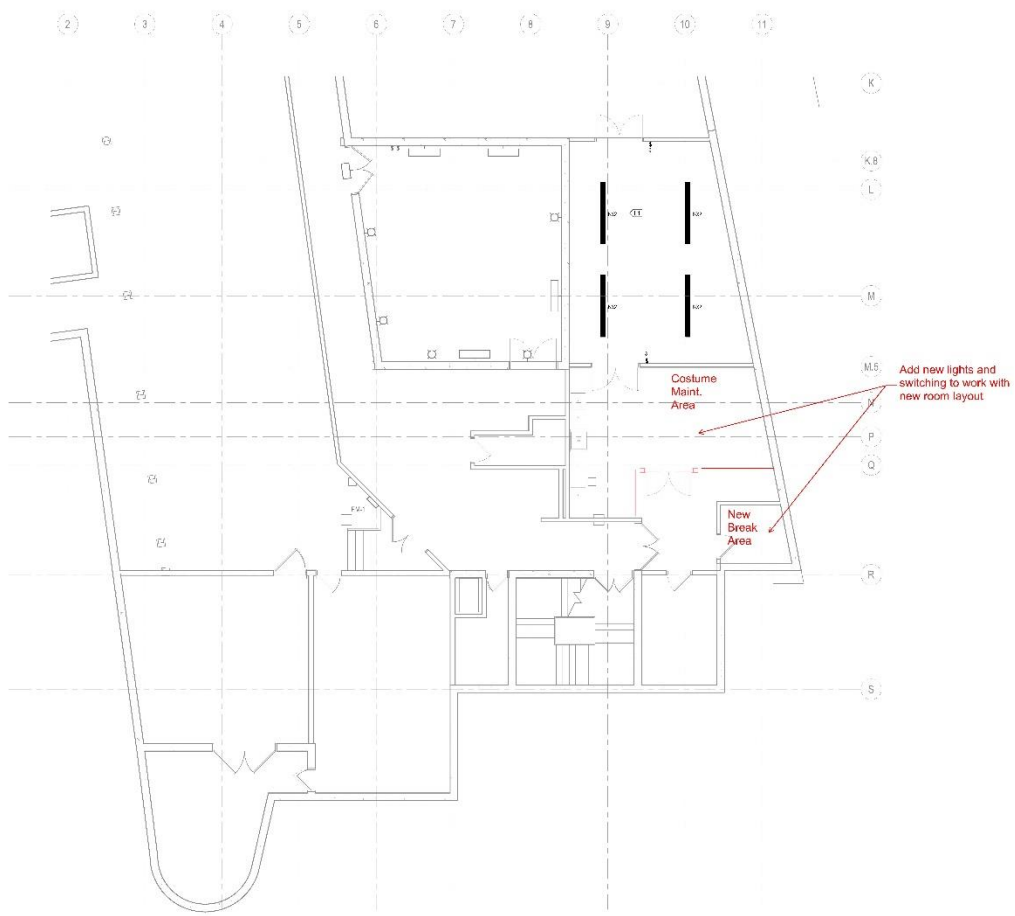 2 3 4 5 6 7 8 9 10 11
K
K.8
L
M
M.5
Costume
Maint.
Area
Add new lights and
switching to work with
new room layout
N
P
Q
New
Break
Area
R
S